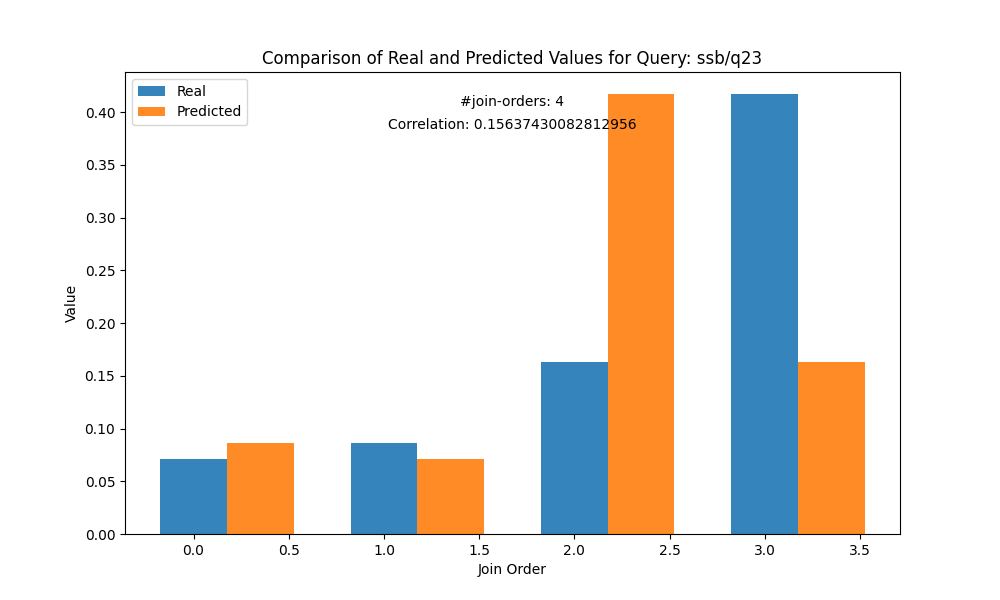 Comparison of Real and Predicted Values for Query: ssb/q23
Real
Predicted
#join-orders: 4
Correlation: 0.15637430082812956
0.40
0.35
0.30
0.25
0.20
0.15
0.10
0.05
0.00
Value
0.0 0.5 1.0 1.5 2.0 2.5 3.0 3.5
Join Order